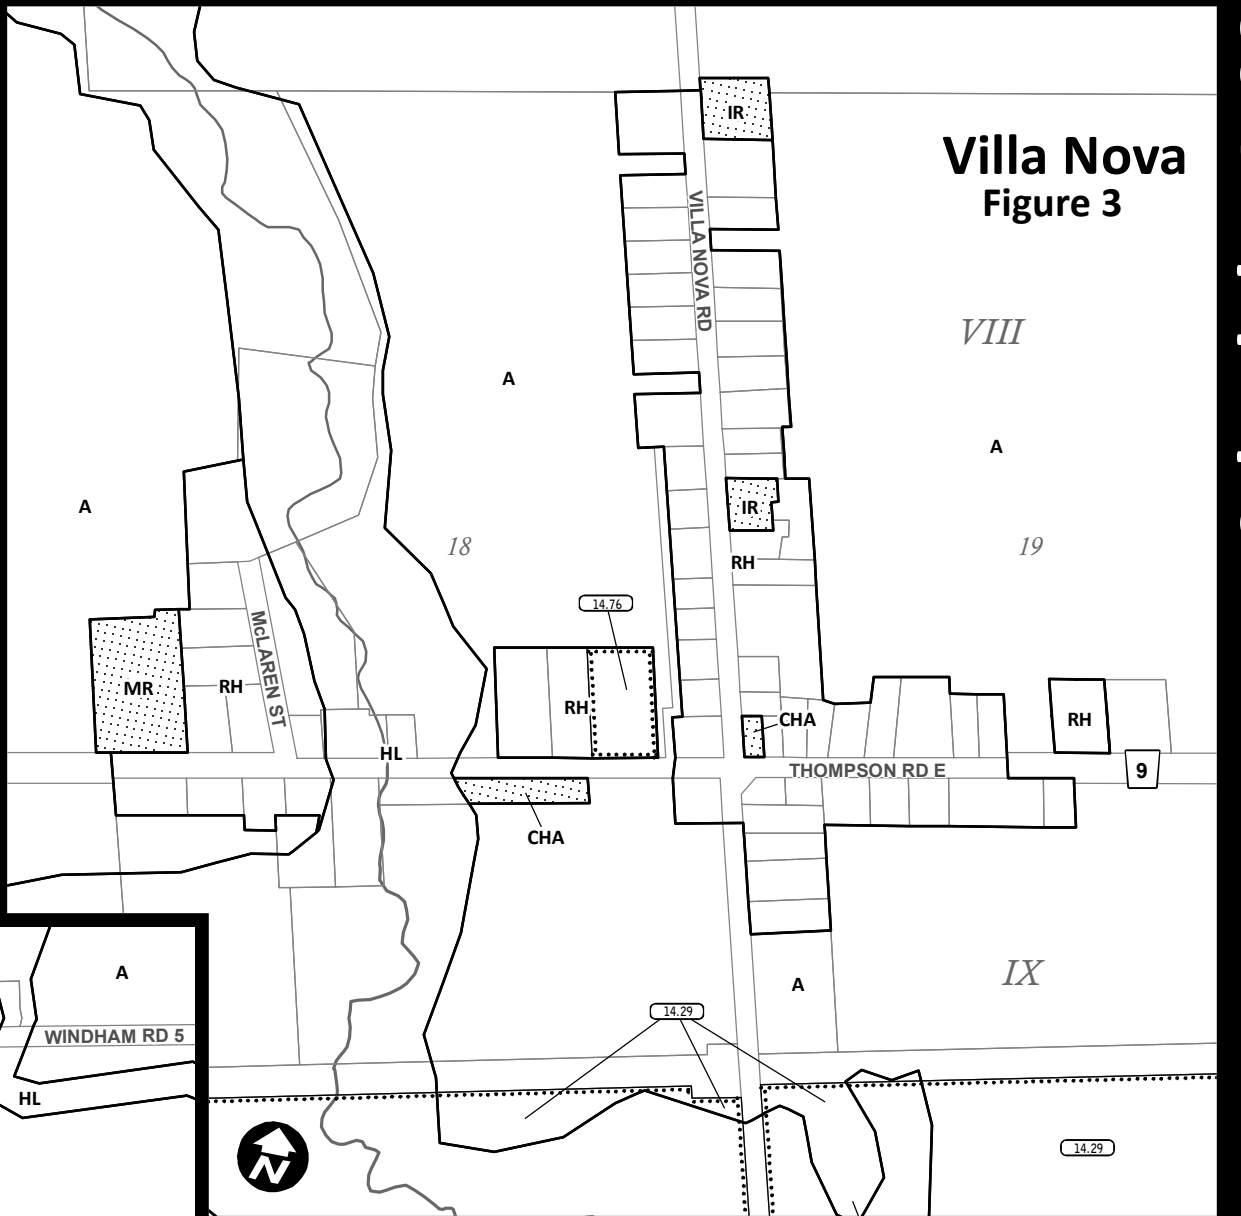 IR
Villa Nova
Figure 3
VILLA NOVA RD
VIII
A
A
A
IR
18
19
RH
14.76
McLAREN ST
MR
RH
RH
CHA
RH
HL
THOMPSON RD E
9
CHA
A
IX
A
14.29
WINDHAM RD 5
HL
14.29
N